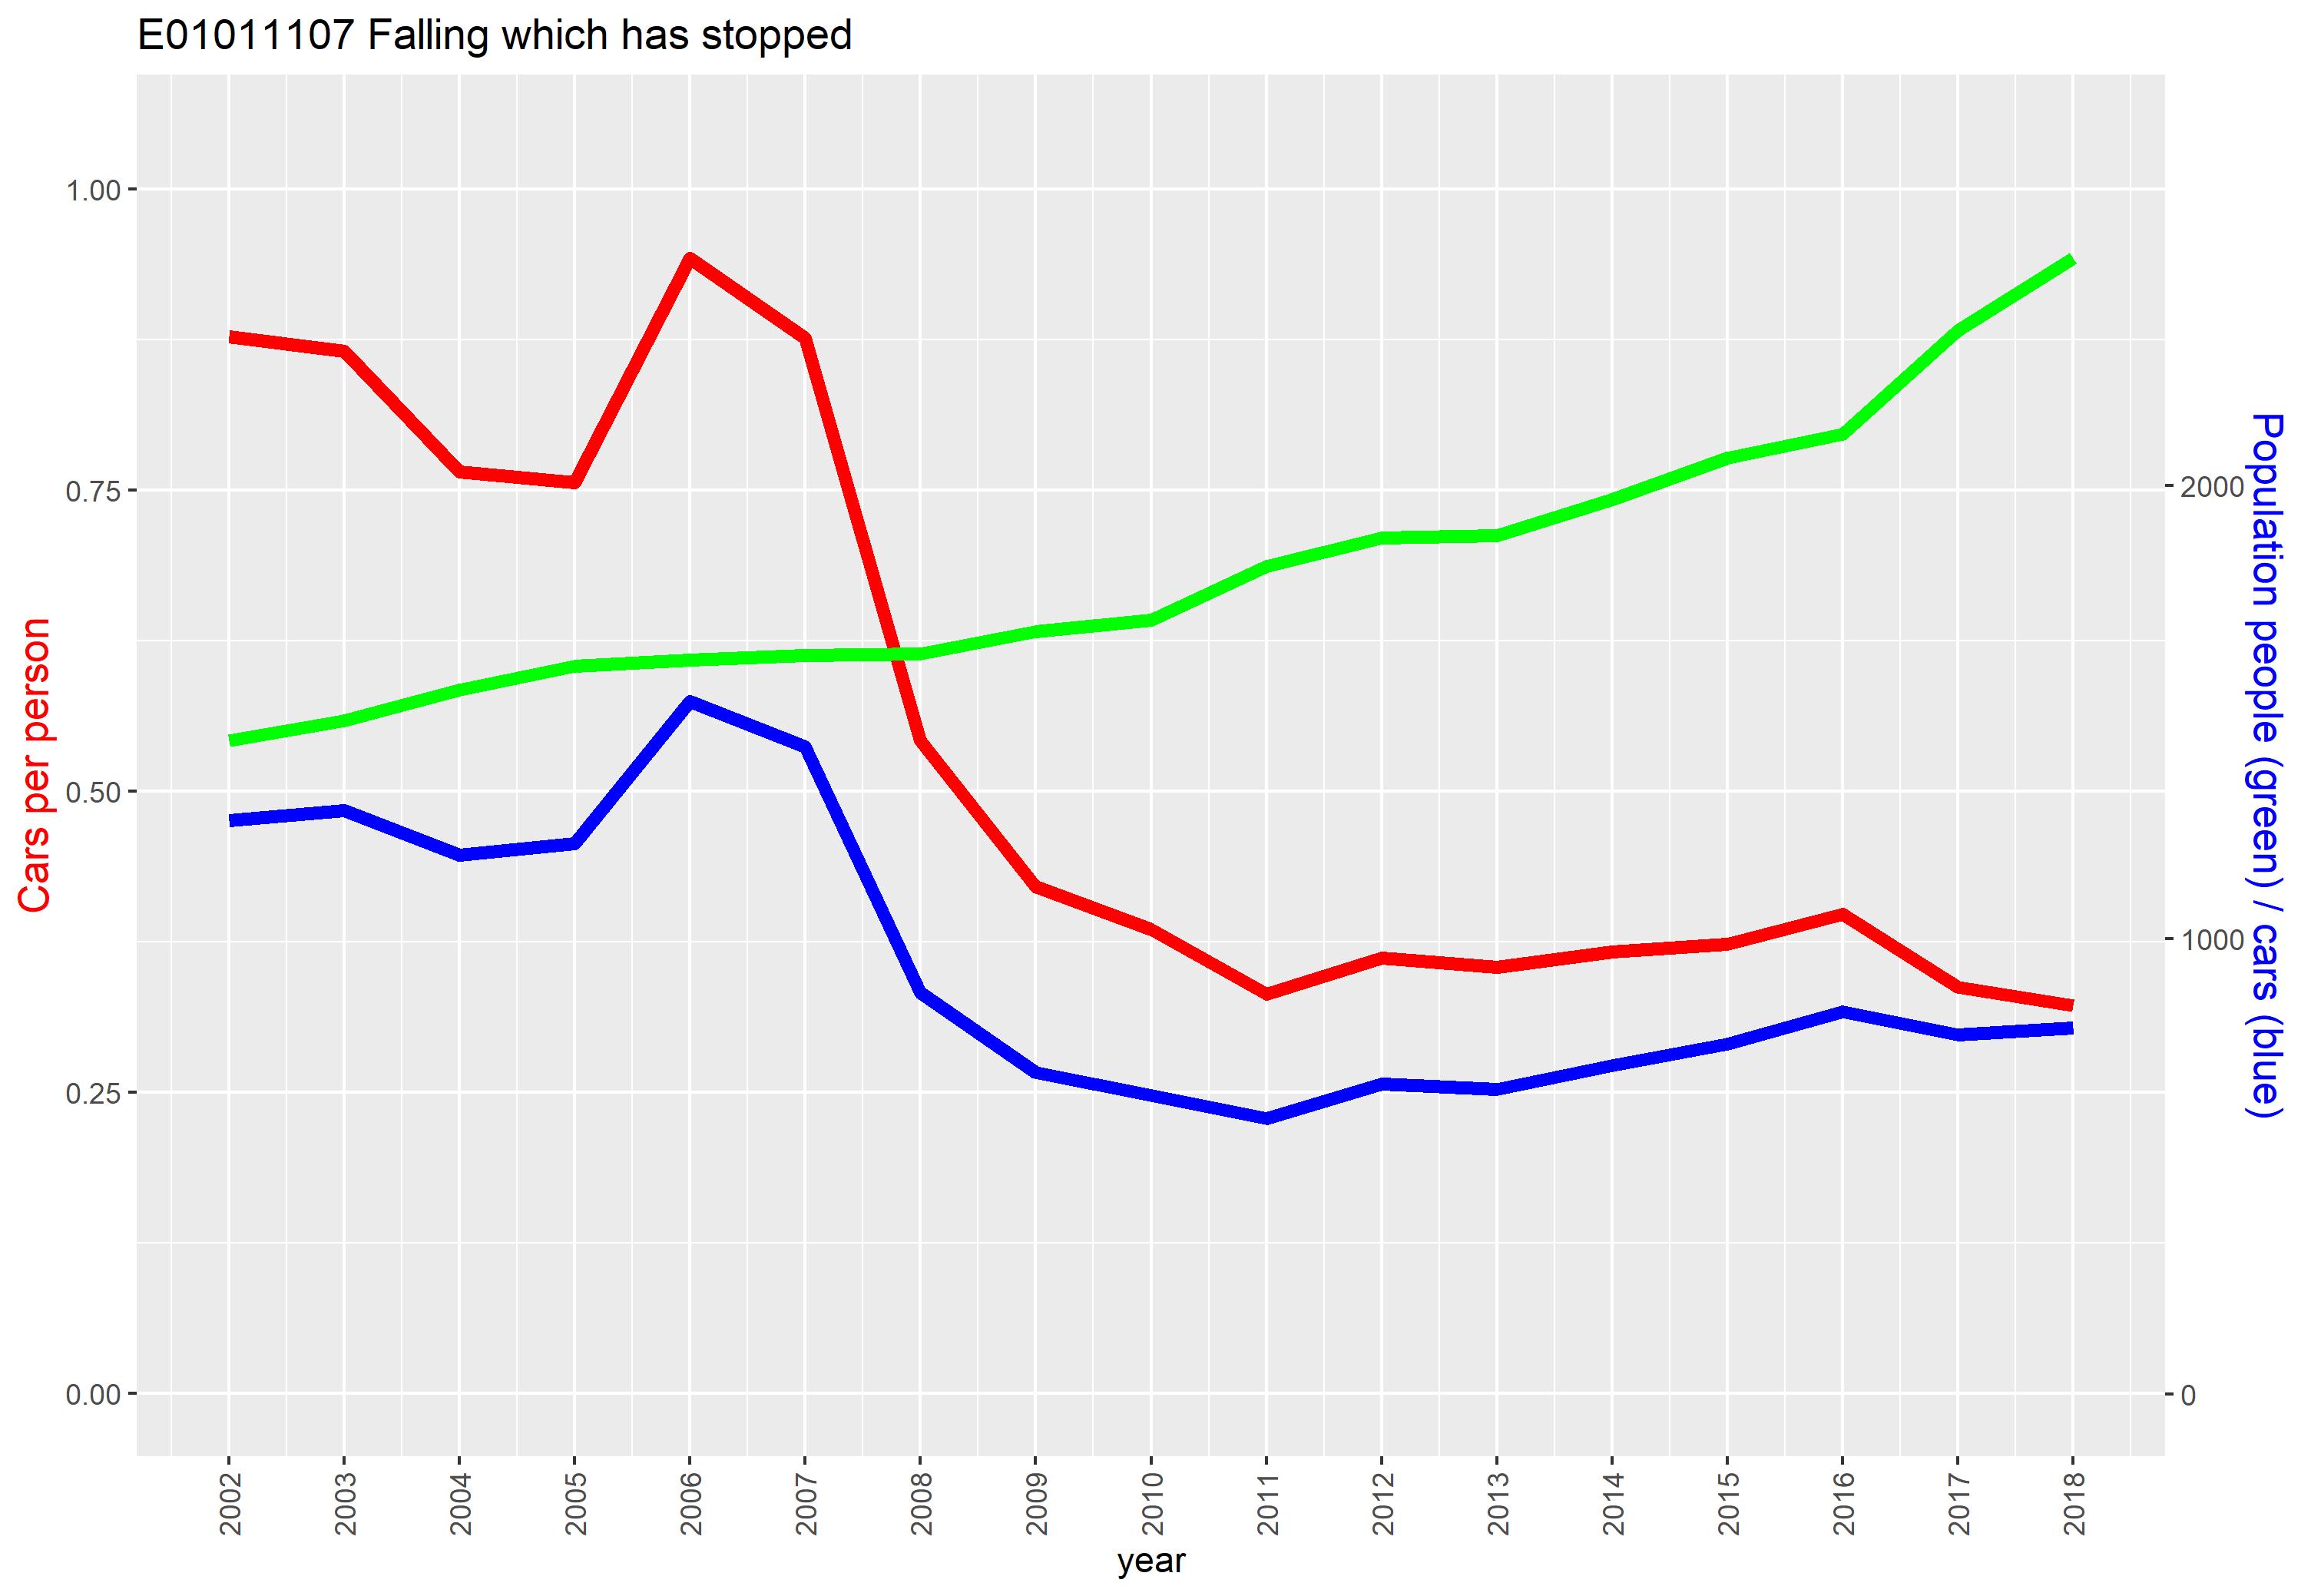 E01011107 Falling which has stopped
Cars per person
1.00
0.75
0.50
0.25
0.00
2000
1000
0
Population people (green) / cars (blue)
2002 2003 2004 2005 2006 2007 2008 2009 2010 2011 2012 2013 2014 2015 2016 2017 2018
year